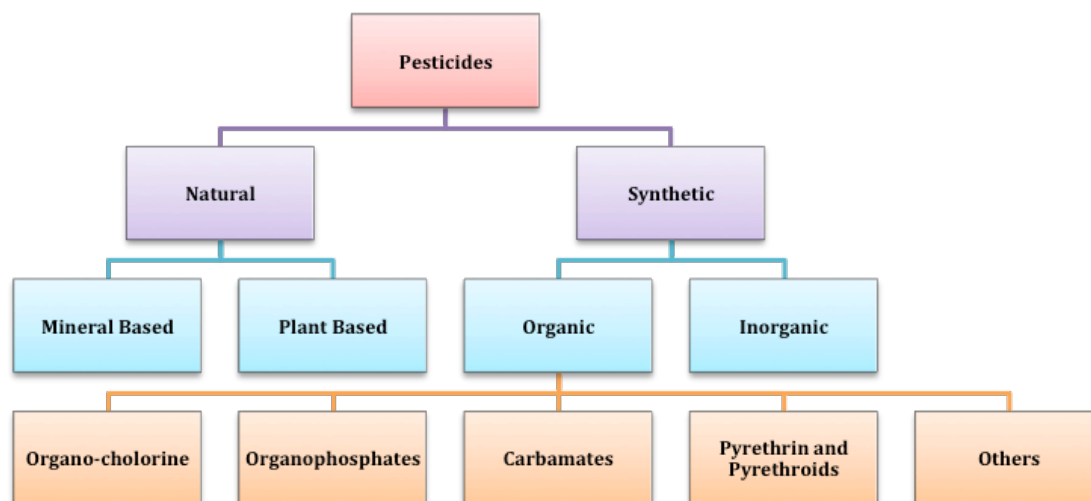 Pesticides
Natural
Synthetic
Mineral Based
Plant Based
Organic
Inorganic
Organo-cholorine
Organophosphates
Carbamates
Pyrethrin and
Pyrethroids
Others